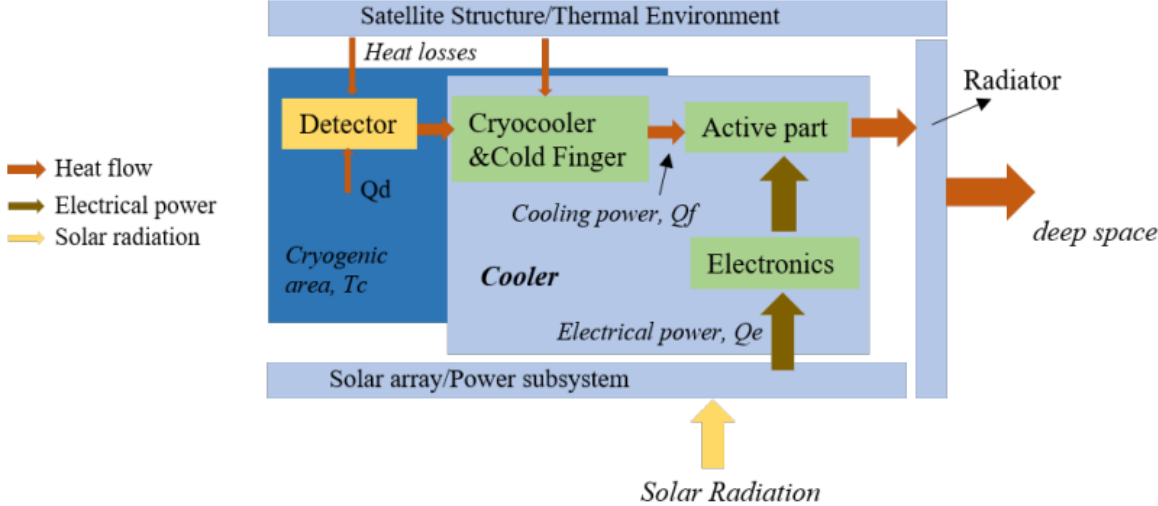 Satellite Structure/Thermal Environment
Heat losses
Radiator
Detector
Cryocooler
&Cold Finger
Active part
Heat flow
Electrical power
Solar radiation
Qd
Cooling power, Qf
deep space
Cryogenic
area, Tc
Cooler
Electronics
Electrical power, Qe
Solar array/Power subsystem
Solar Radiation